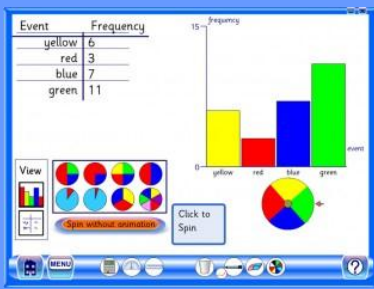 Event Frequency
yellow 6
red 3
blue 7
green 11
frequency
15
0
yellow red blue green
event
View
Spin without animation
Click to
Spin
MENU
?